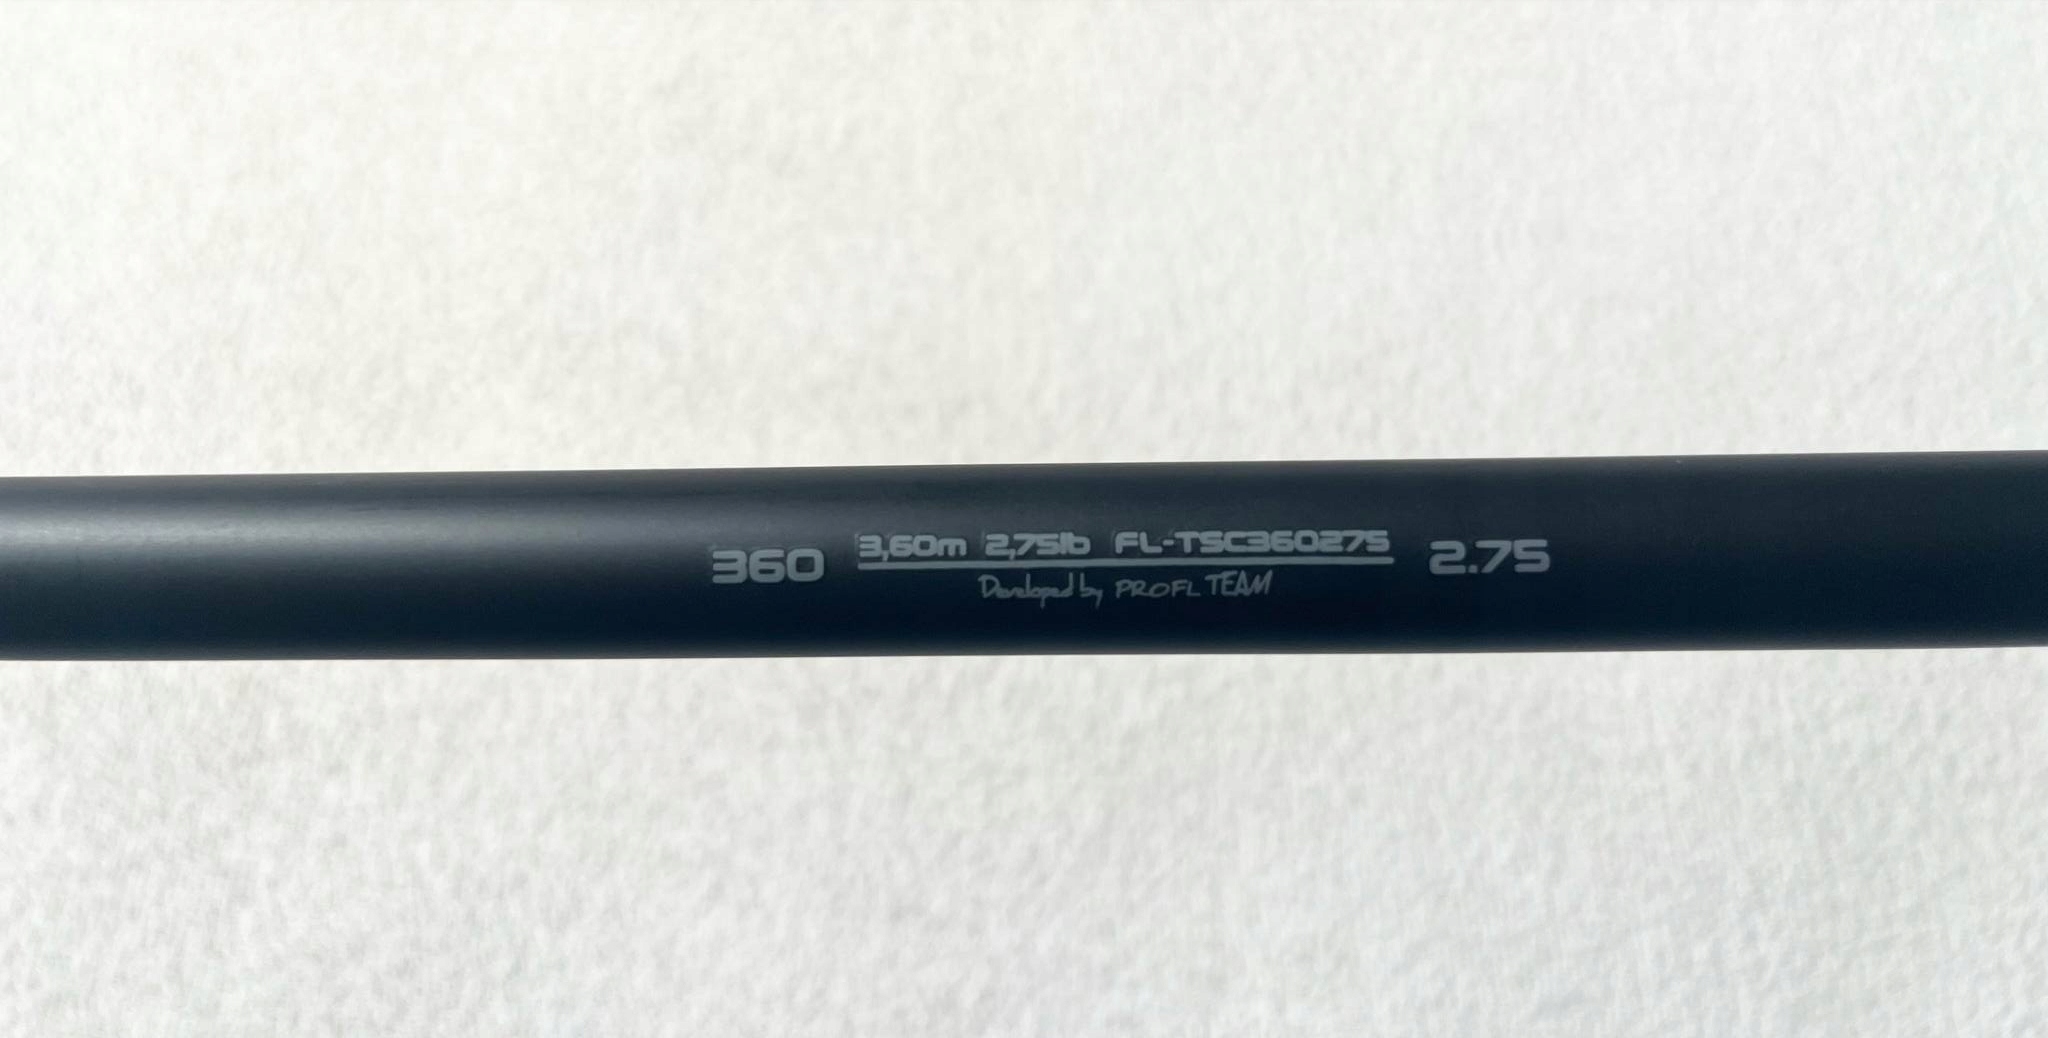 360 3,60m 2,75lb FL-TSC360275 2.75
Developed by PROFL TEAM